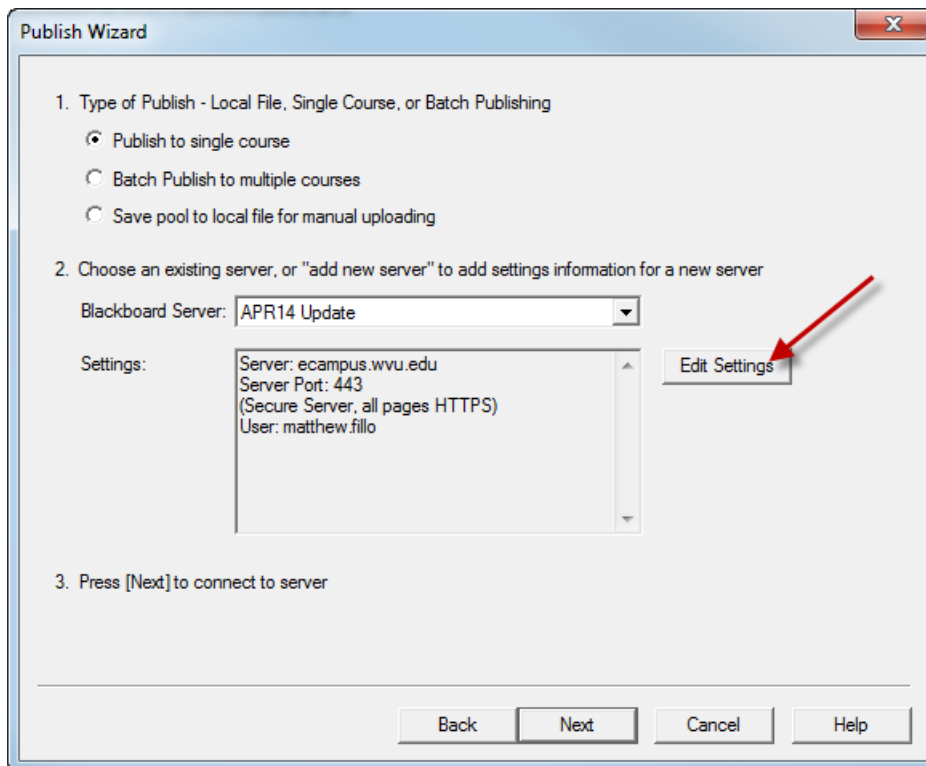 Publish Wizard
1. Type of Publish - Local File, Single Course, or Batch Publishing
Publish to single course
Batch Publish to multiple courses
Save pool to local file for manual uploading
2. Choose an existing server, or "add new server" to add settings information for a new server
Blackboard Server: APR14 Update
Settings:
Server: ecampus.wvu.edu
Server Port: 443
(Secure Server, all pages HTTPS)
User: matthew.fillo
Edit Settings
3. Press [Next] to connect to server
Back Next Cancel Help